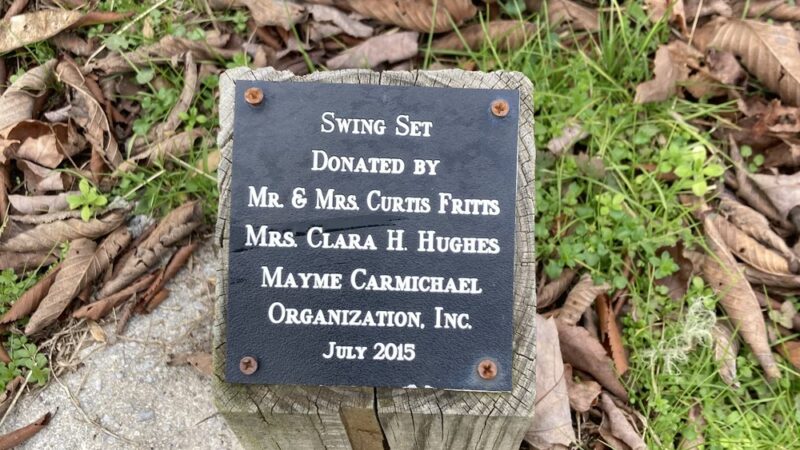 Swing Set
Donated by
Mr. & Mrs. Curtis Fritts
Mrs. Clara H. Hughes
Mayme Carmichael
Organization, Inc.
July 2015